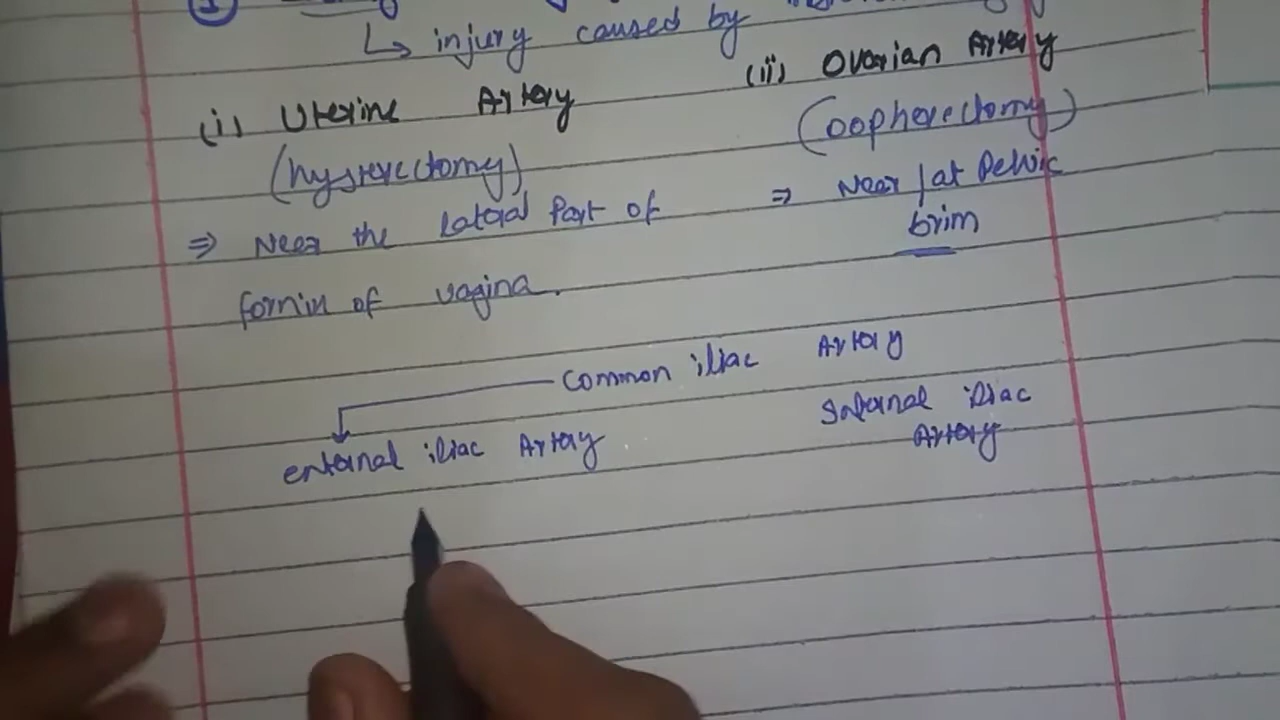 ↳ injury caused by
(i) Uterine Artery
(hysterectomy)
⇒ Near the lateral Part of
fornix of vagina.
(ii) Ovarian Artery
(oopherectomy)
⇒ Near / at Pelvic
brim
Common iliac Artery
external iliac Artery
Internal iliac
Artery